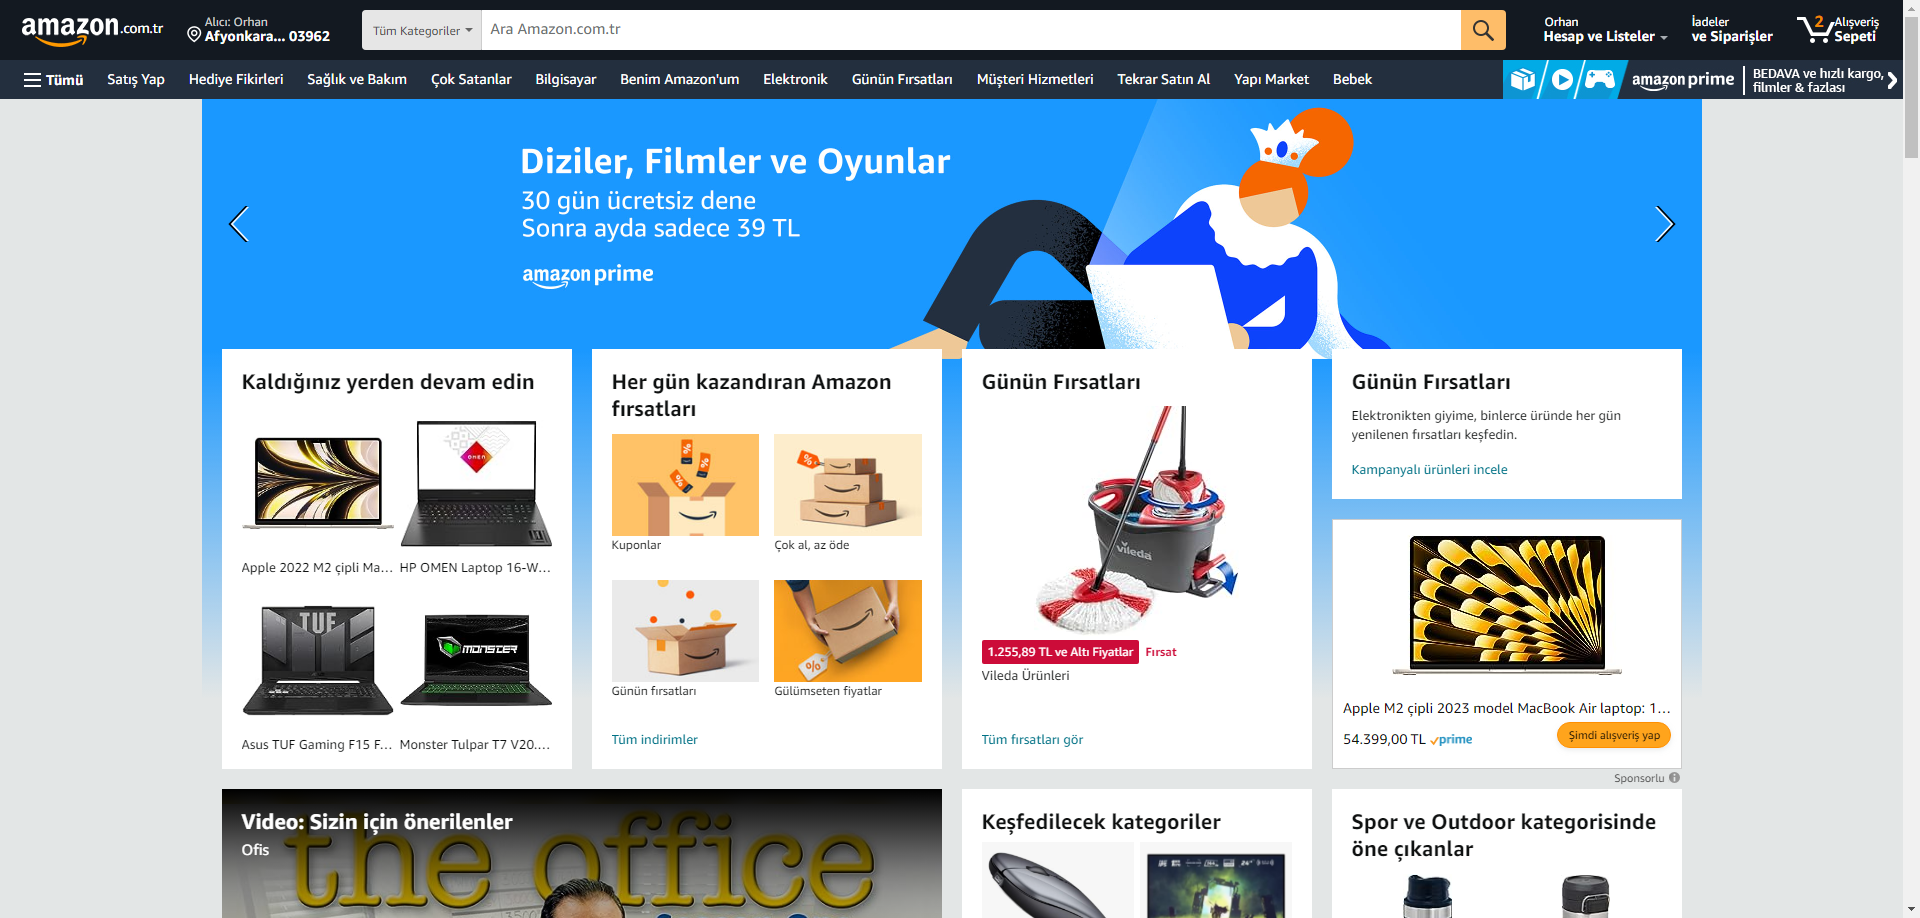 amazon.com.tr
Alıcı: Orhan
Afyonkara... 03962
Tüm Kategoriler
Ara Amazon.com.tr
Orhan
Hesap ve Listeler
İadeler
ve Siparişler
2
Alışveriş
Sepeti
Tümü
Satış Yap
Hediye Fikirleri
Sağlık ve Bakım
Çok Satanlar
Bilgisayar
Benim Amazon'um
Elektronik
Günün Fırsatları
Müşteri Hizmetleri
Tekrar Satın Al
Yapı Market
Bebek
amazon prime
BEDAVA ve hızlı kargo,
filmler & fazlası
Diziler, Filmler ve Oyunlar
30 gün ücretsiz dene
Sonra ayda sadece 39 TL
amazon prime
Kaldığınız yerden devam edin
OMEN
Apple 2022 M2 çipli Ma...
HP OMEN Laptop 16-W...
TUF
MONSTER
Asus TUF Gaming F15 F...
Monster Tulpar T7 V20....
Her gün kazandıran Amazon
fırsatları
Kuponlar
Çok al, az öde
Günün fırsatları
Gülümseten fiyatlar
Tüm indirimler
Günün Fırsatları
vileda
1.255,89 TL ve Altı Fiyatlar
Fırsat
Vileda Ürünleri
Tüm fırsatları gör
Günün Fırsatları
Elektronikten giyime, binlerce üründe her gün
yenilenen fırsatları keşfedin.
Kampanyalı ürünleri incele
Apple M2 çipli 2023 model MacBook Air laptop: 1...
54.399,00 TL prime
Şimdi alışveriş yap
Sponsorlu
Video: Sizin için önerilenler
Ofis
the office
Keşfedilecek kategoriler
Spor ve Outdoor kategorisinde
öne çıkanlar